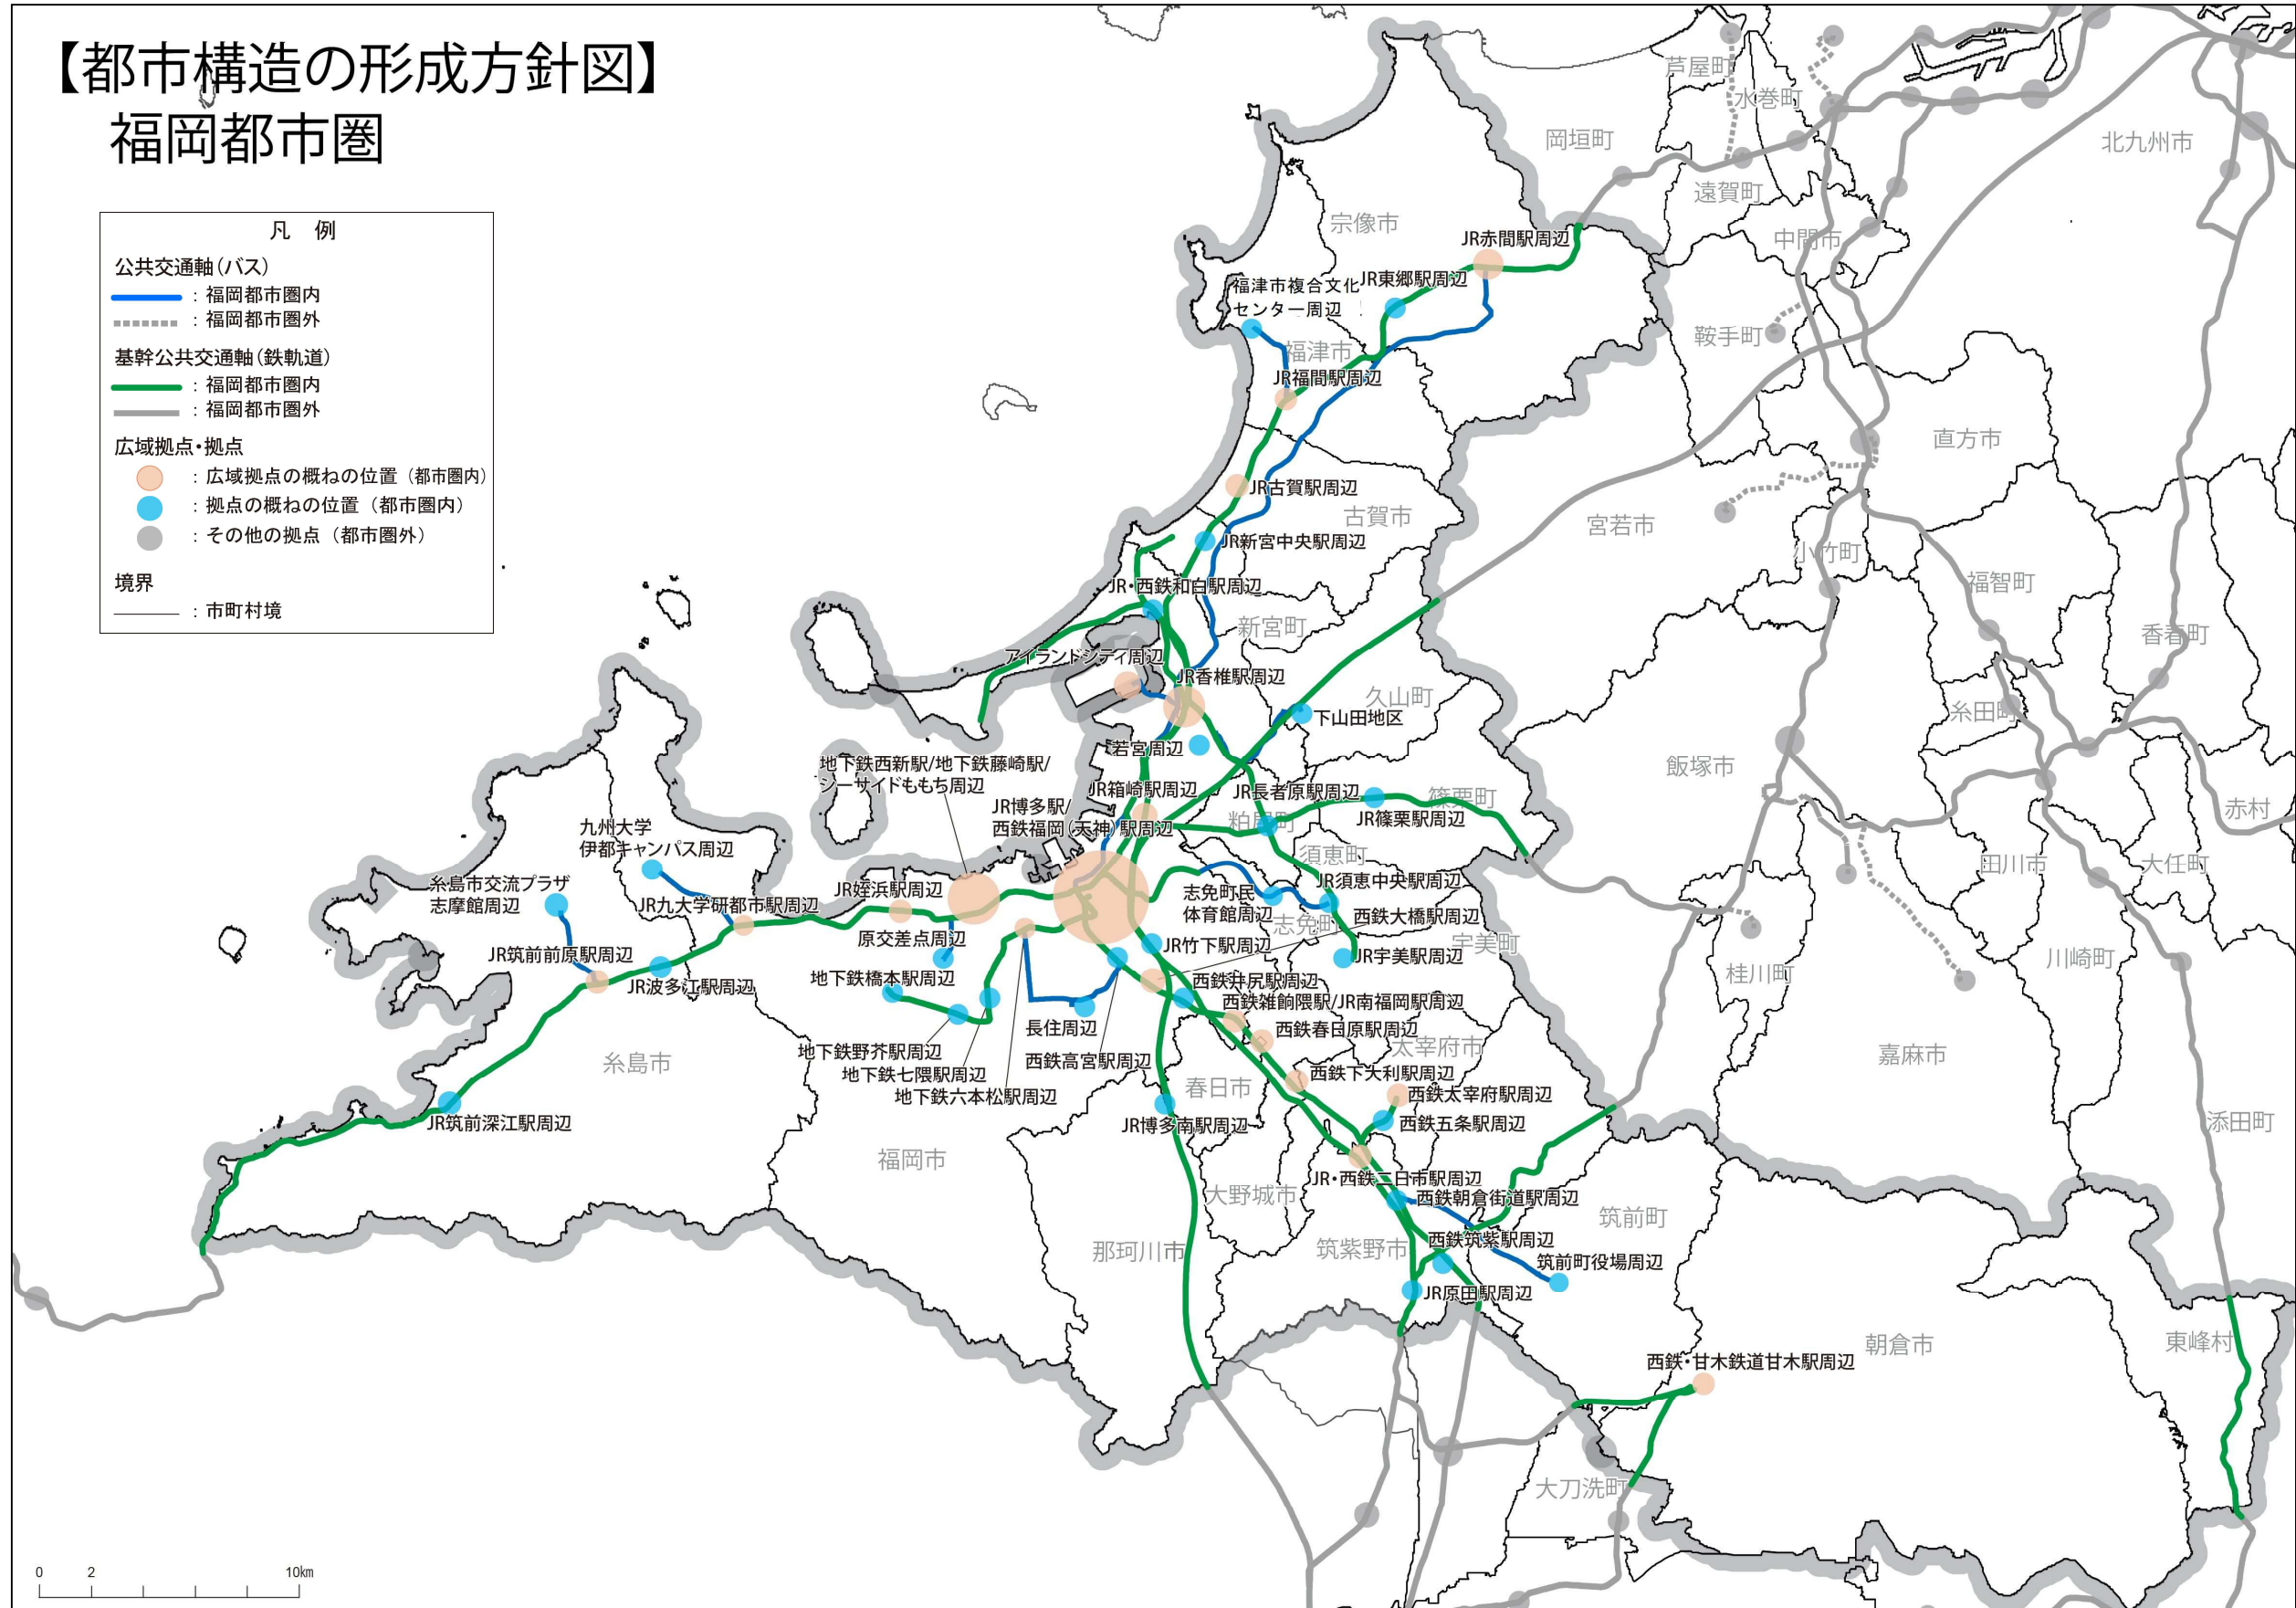 【都市構造の形成方針図】
福岡都市圏
凡 例
公共交通軸(バス)
: 福岡都市圏内
: 福岡都市圏外
基幹公共交通軸(鉄軌道)
: 福岡都市圏内
: 福岡都市圏外
広域拠点・拠点
: 広域拠点の概ねの位置(都市圏内)
: 拠点の概ねの位置(都市圏内)
: その他の拠点(都市圏外)
境界
: 市町村境
芦屋町
水巻町
岡垣町
北九州市
遠賀町
宗像市
中間市
JR赤間駅周辺
JR東郷駅周辺
福津市複合文化
センター周辺
福津市
鞍手町
JR福間駅周辺
直方市
JR古賀駅周辺
古賀市
宮若市
JR新宮中央駅周辺
小竹町
JR・西鉄和白駅周辺
福智町
新宮町
香春町
アイランドシティ周辺
JR香椎駅周辺
久山町
下山田地区
糸田町
若宮周辺
地下鉄西新駅/地下鉄藤崎駅/
シーサイドももち周辺
飯塚市
JR箱崎駅周辺
JR長者原駅周辺
篠栗町
赤村
JR博多駅/
西鉄福岡(天神)駅周辺
粕屋町
JR篠栗駅周辺
九州大学
伊都キャンパス周辺
須恵町
田川市
大任町
糸島市交流プラザ
志摩館周辺
JR姪浜駅周辺
JR九大学研都市駅周辺
志免町民
体育館周辺
JR須恵中央駅周辺
西鉄大橋駅周辺
志免町
原交差点周辺
JR竹下駅周辺
宇美町
JR宇美駅周辺
川崎町
JR筑前前原駅周辺
地下鉄橋本駅周辺
JR波多江駅周辺
西鉄井尻駅周辺
桂川町
西鉄雑餉隈駅/JR南福岡駅周辺
長住周辺
西鉄春日原駅周辺
地下鉄野芥駅周辺
西鉄高宮駅周辺
太宰府市
嘉麻市
糸島市
地下鉄七隈駅周辺
西鉄下大利駅周辺
春日市
地下鉄六本松駅周辺
西鉄太宰府駅周辺
JR筑前深江駅周辺
JR博多南駅周辺
西鉄五条駅周辺
添田町
福岡市
JR・西鉄二日市駅周辺
大野城市
西鉄朝倉街道駅周辺
筑前町
那珂川市
筑紫野市
西鉄筑紫駅周辺
筑前町役場周辺
JR原田駅周辺
朝倉市
東峰村
西鉄・甘木鉄道甘木駅周辺
大刀洗町
0 2 10km